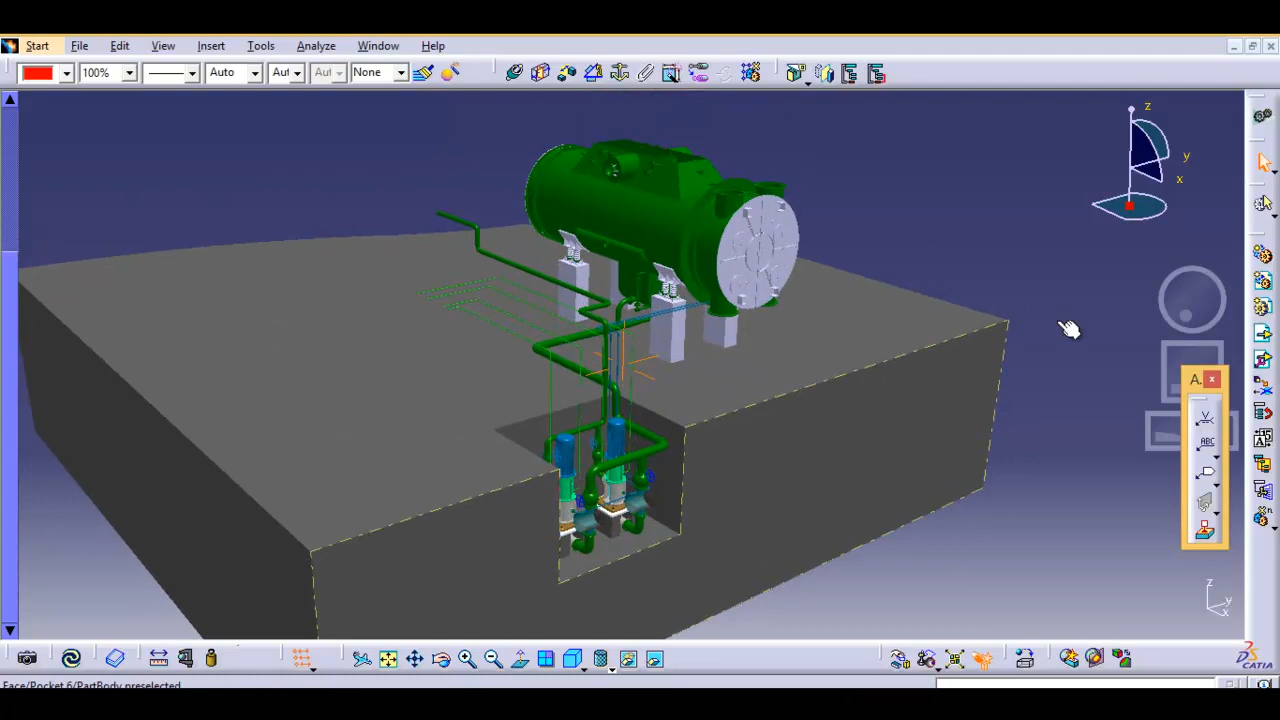 Start File Edit View Insert Tools Analyze Window Help
100% Auto Aut Aut None
z
y
x
A.
ABC
z
y
x
CATIA
Face/Pocket.6/PartBody preselected